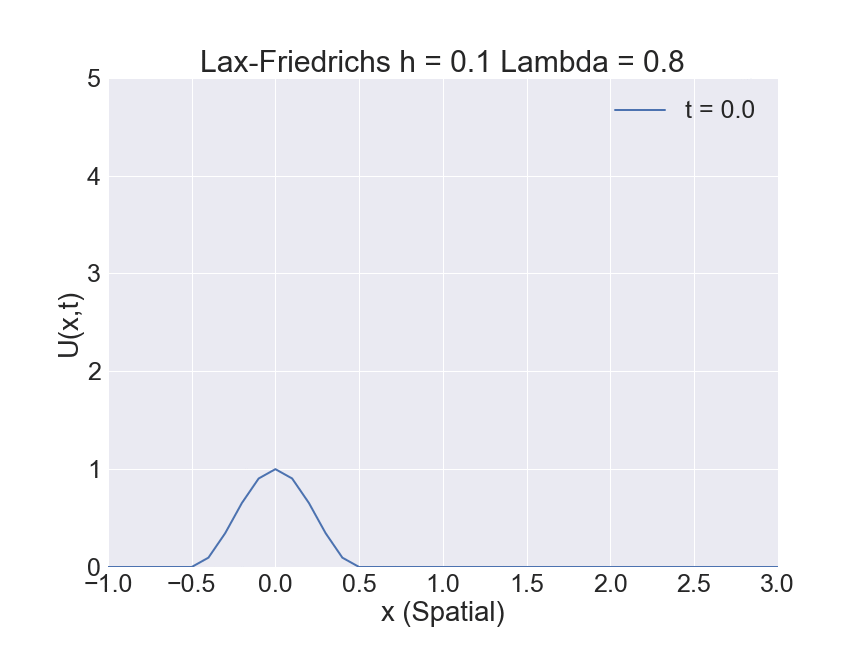 Lax-Friedrichs h = 0.1 Lambda = 0.8
t = 0.0
U(x,t)
5
4
3
2
1
0
−1.0 −0.5 0.0 0.5 1.0 1.5 2.0 2.5 3.0
x (Spatial)